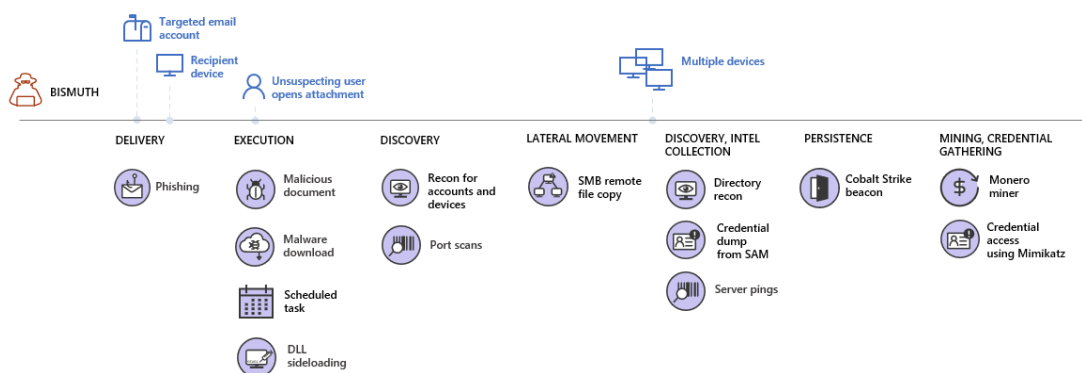 Targeted email
account
Recipient
device
Unsuspecting user
opens attachment
Multiple devices
BISMUTH
DELIVERY
Phishing
EXECUTION
Malicious
document
Malware
download
Scheduled
task
DLL
sideloading
DISCOVERY
Recon for
accounts and
devices
Port scans
LATERAL MOVEMENT
SMB remote
file copy
DISCOVERY, INTEL
COLLECTION
Directory
recon
Credential
dump
from SAM
Server pings
PERSISTENCE
Cobalt Strike
beacon
MINING, CREDENTIAL
GATHERING
Monero
miner
Credential
access
using Mimikatz